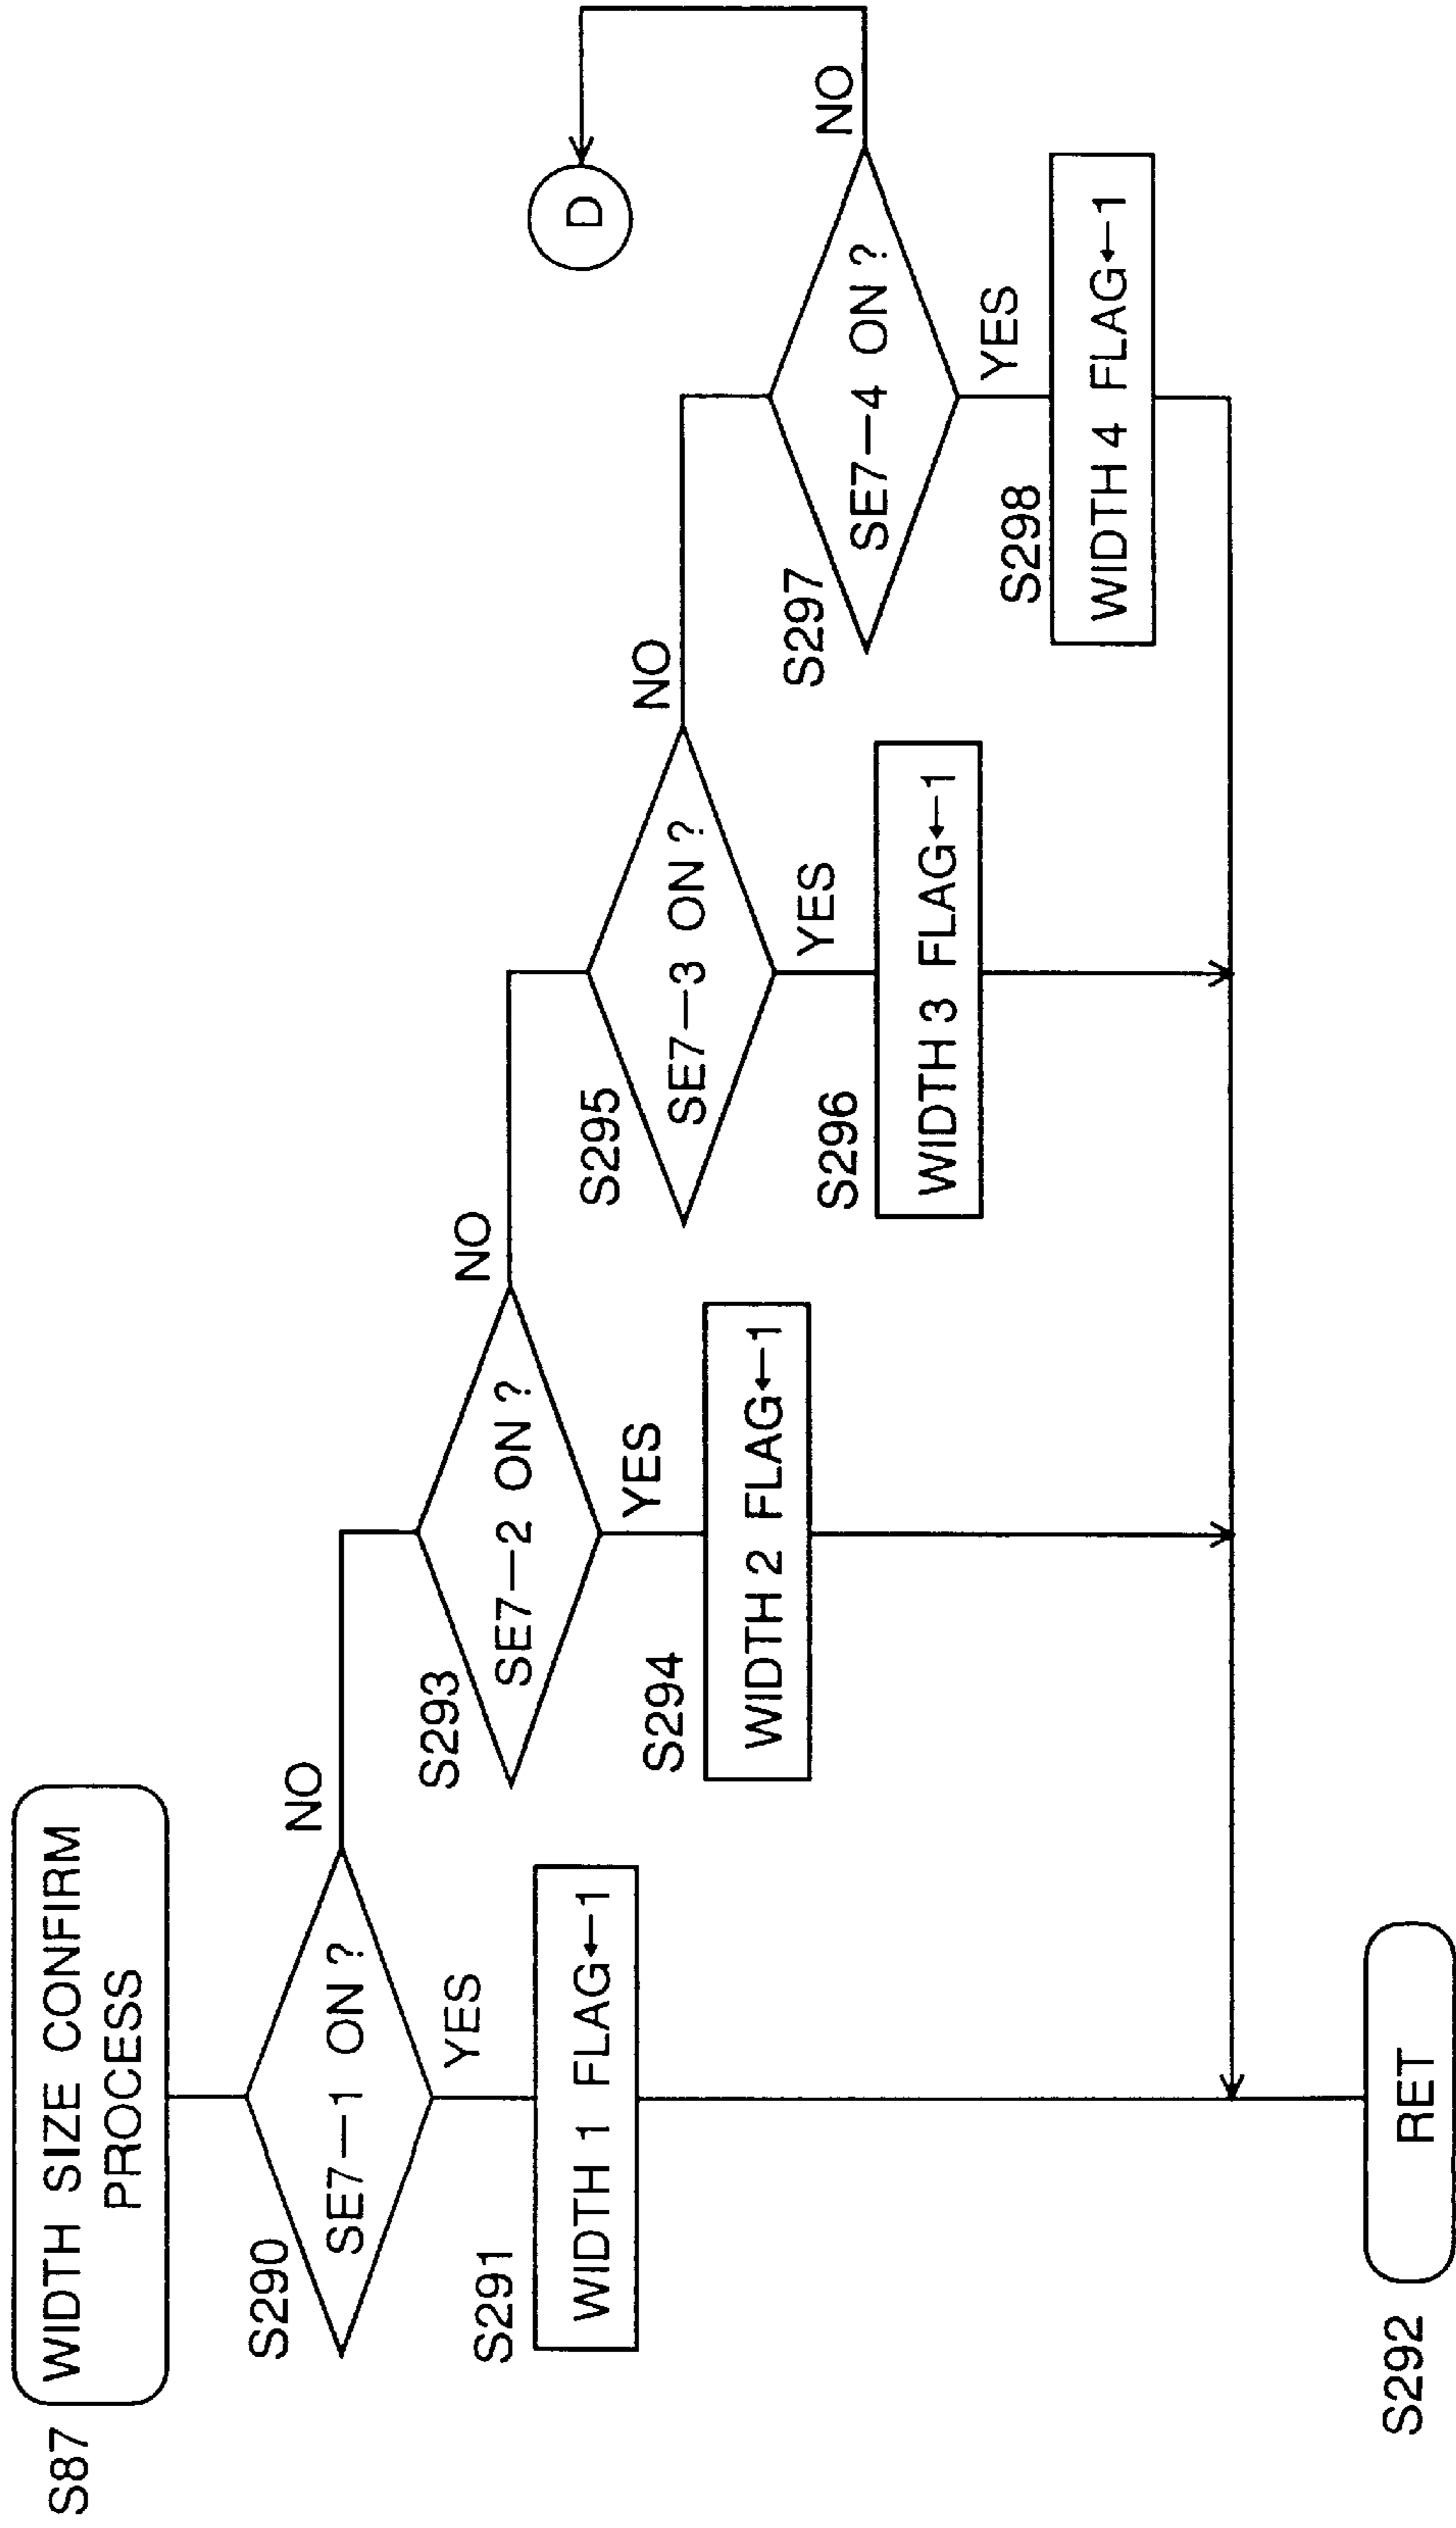 S87
WIDTH SIZE CONFIRM
PROCESS
S290
SE7—1 ON ?
NO
YES
S291
WIDTH 1 FLAG←1
S293
SE7—2 ON ?
NO
YES
S294
WIDTH 2 FLAG←1
S295
SE7—3 ON ?
NO
YES
S296
WIDTH 3 FLAG←1
S297
SE7—4 ON ?
NO
D
YES
S298
WIDTH 4 FLAG←1
S292
RET